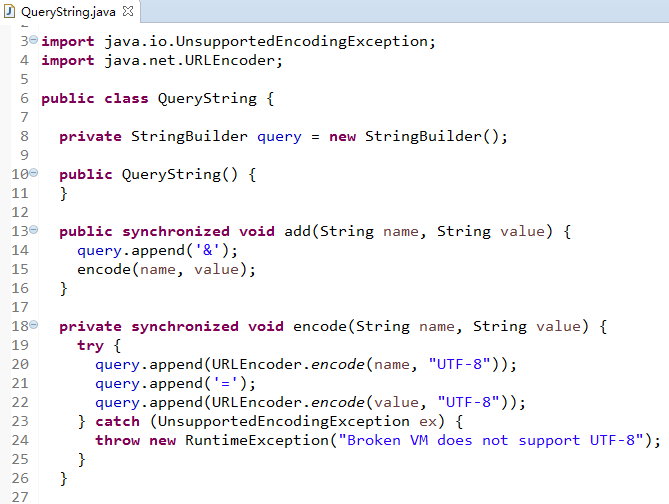 QueryString.java
2
3 import java.io.UnsupportedEncodingException;
4 import java.net.URLEncoder;
5
6 public class QueryString {
7
8   private StringBuilder query = new StringBuilder();
9
10   public QueryString() {
11   }
12
13   public synchronized void add(String name, String value) {
14     query.append('&');
15     encode(name, value);
16   }
17
18   private synchronized void encode(String name, String value) {
19     try {
20       query.append(URLEncoder.encode(name, "UTF-8"));
21       query.append('=');
22       query.append(URLEncoder.encode(value, "UTF-8"));
23     } catch (UnsupportedEncodingException ex) {
24       throw new RuntimeException("Broken VM does not support UTF-8");
25     }
26   }
27